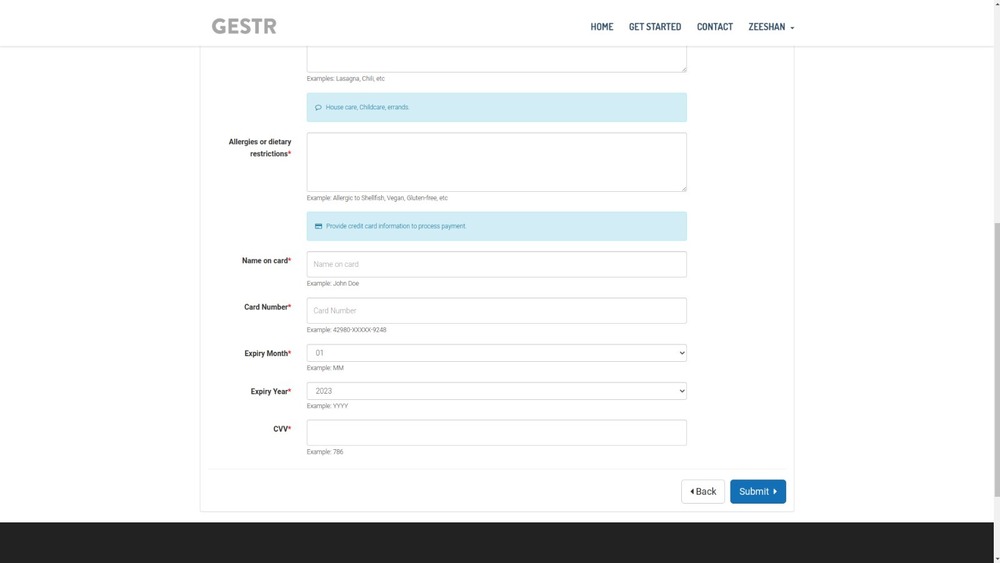 GESTR
HOME GET STARTED CONTACT ZEESHAN
Examples: Lasagna, Chili, etc
House care, Childcare, errands.
Allergies or dietary
restrictions*
Example: Allergic to Shellfish, Vegan, Gluten-free, etc
Provide credit card information to process payment
Name on card*
Name on card
Example: John Doe
Card Number*
Card Number
Example: 42980-XXXXX-9248
Expiry Month*
01
Example: MM
Expiry Year*
2023
Example: YYYY
CVV*
Example: 786
Back
Submit